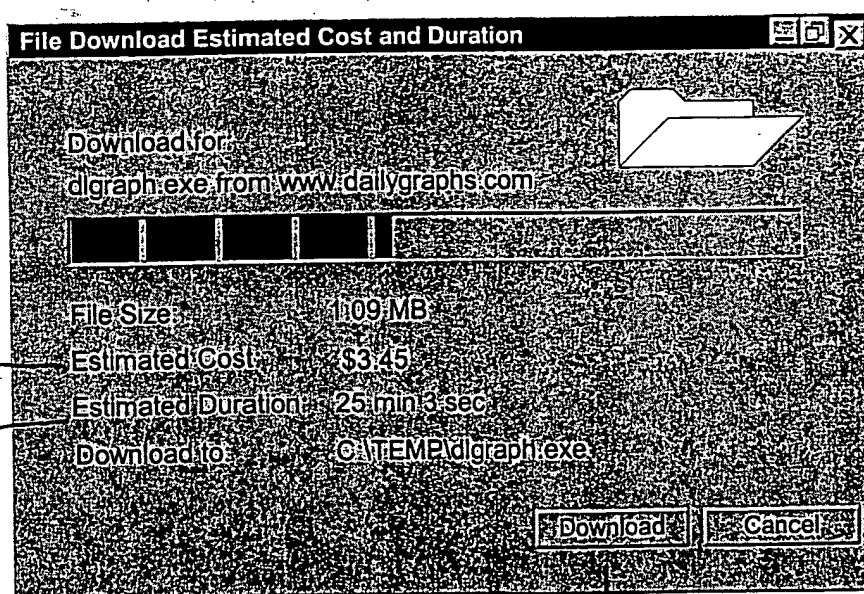 File Download Estimated Cost and Duration
Download for:
dlgraph.exe from www.dailygraphs.com
File Size: 1.09 MB
Estimated Cost: $3.45
Estimated Duration: 25 min 3 sec
Download to: C:\TEMP\dlgraph.exe
Download Cancel